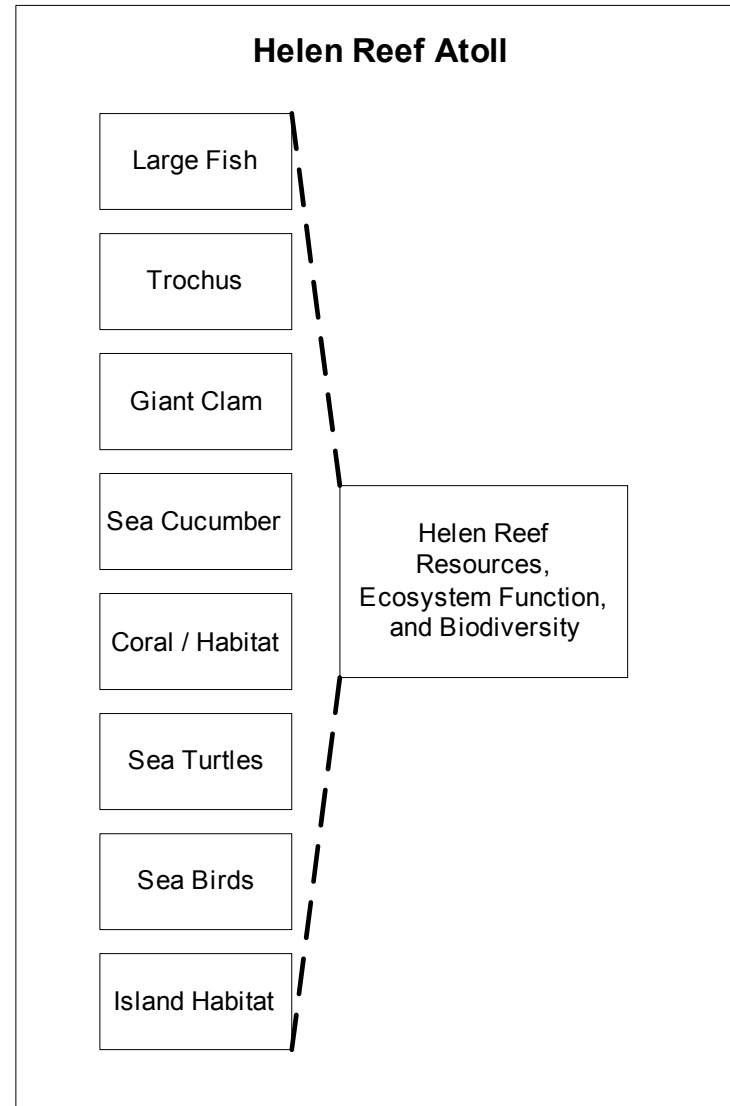 Helen Reef Atoll
Large Fish
Trochus
Giant Clam
Sea Cucumber
Coral / Habitat
Sea Turtles
Sea Birds
Island Habitat
Helen Reef
Resources,
Ecosystem Function,
and Biodiversity